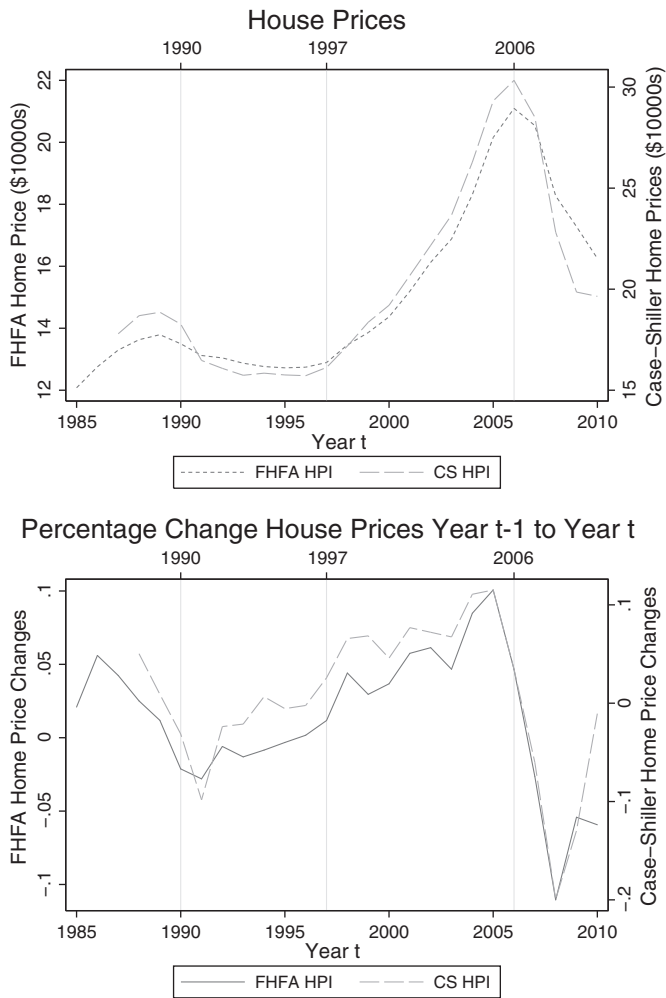 House Prices
1990 1997 2006
FHFA Home Price ($10000s)
22
20
18
16
14
12
Case−Shiller Home Prices ($10000s)
30
25
20
15
1985 1990 1995 2000 2005 2010
Year t
FHFA HPI CS HPI
Percentage Change House Prices Year t-1 to Year t
1990 1997 2006
FHFA Home Price Changes
.1
.05
0
−.05
−.1
Case−Shiller Home Price Changes
.1
0
−.1
−.2
1985 1990 1995 2000 2005 2010
Year t
FHFA HPI CS HPI